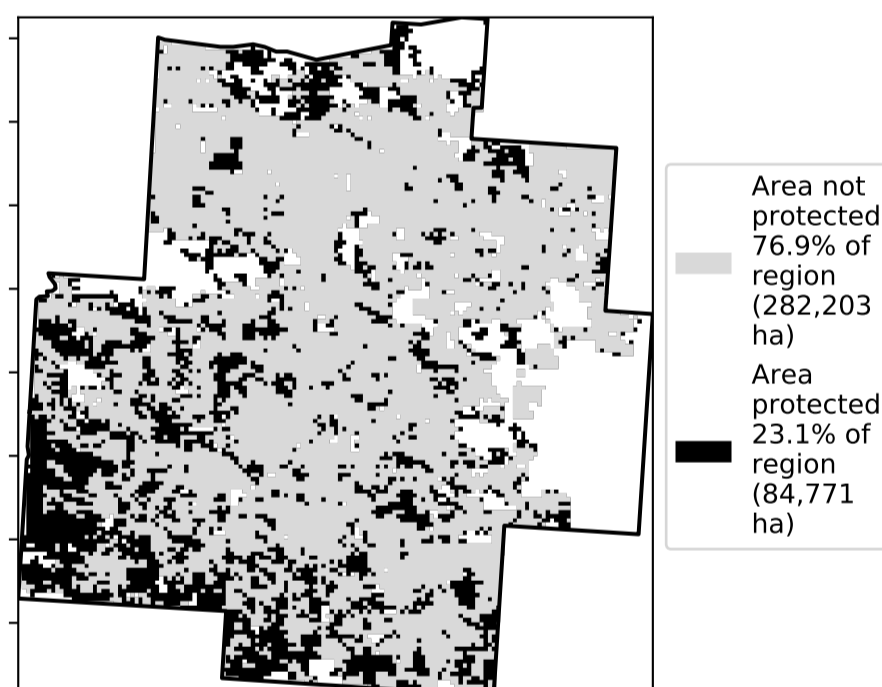 Area not
protected
76.9% of
region
(282,203
ha)
Area
protected
23.1% of
region
(84,771
ha)